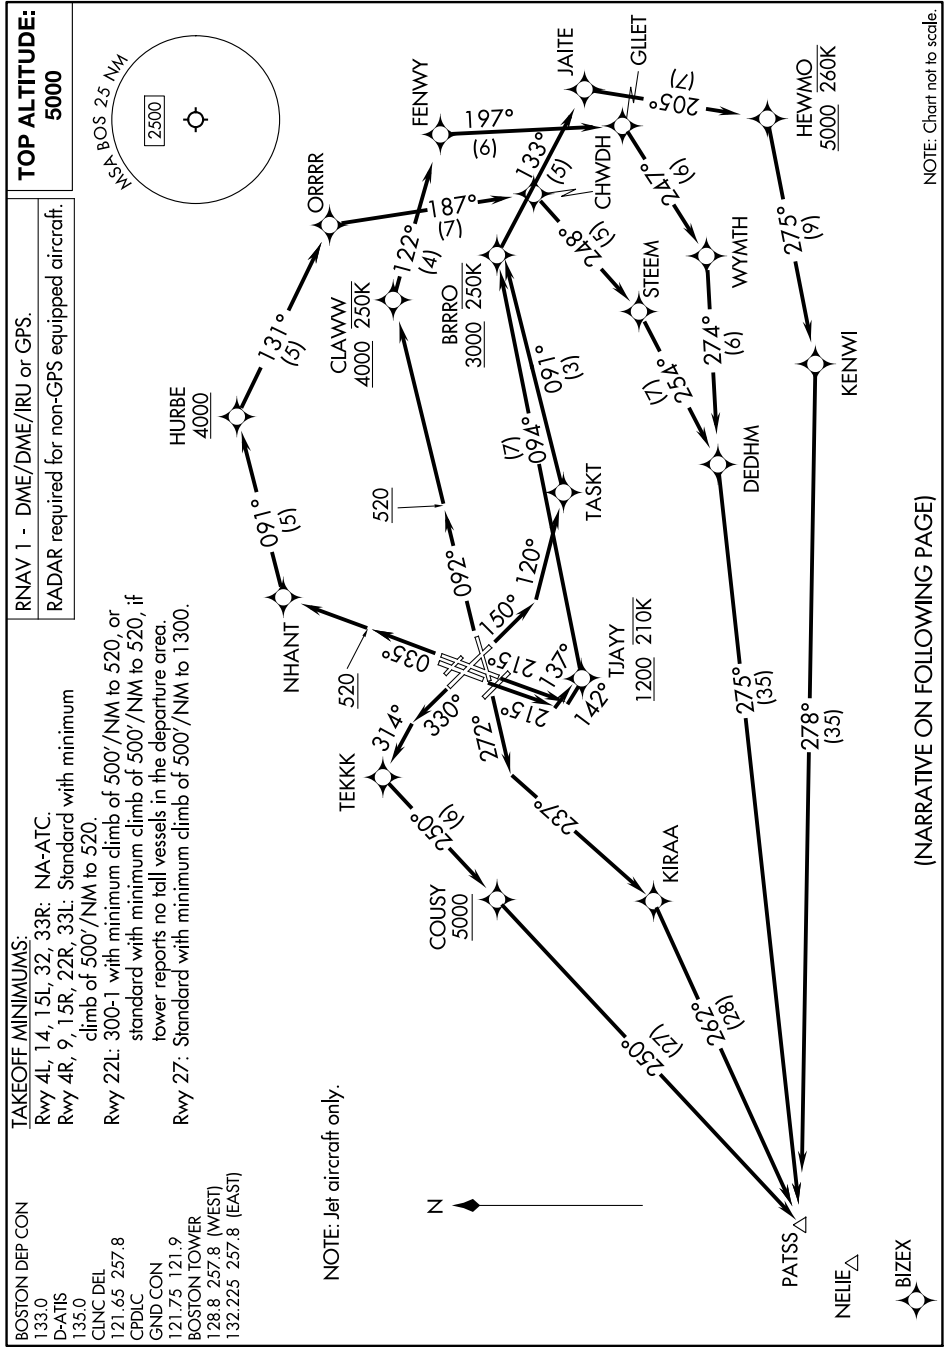 BOSTON DEP CON
133.0
D-ATIS
135.0
CLNC DEL
121.65 257.8
CPDLC
GND CON
121.75 121.9
BOSTON TOWER
128.8 257.8 (WEST)
132.225 257.8 (EAST)
TAKEOFF MINIMUMS:
Rwy 4L, 14, 15L, 32, 33R: NA-ATC.
Rwy 4R, 9, 15R, 22R, 33L: Standard with minimum
climb of 500'/NM to 520.
Rwy 22L: 300-1 with minimum climb of 500'/NM to 520, or
standard with minimum climb of 500'/NM to 520, if
tower reports no tall vessels in the departure area.
Rwy 27: Standard with minimum climb of 500'/NM to 1300.
RNAV 1 - DME/DME/IRU or GPS.
RADAR required for non-GPS equipped aircraft.
TOP ALTITUDE:
5000
MSA BOS 25 NM
2500
NOTE: Jet aircraft only.
N
HURBE
4000
131°
(5)
ORRRR
091°
(5)
NHANT
520
035°
187°
(7)
CLAWW
4000 250K
122°
(4)
FENWY
197°
(6)
520
092°
BRRRO
3000 250K
133°
(5)
JAITE
GLLET
205°
(7)
HEWMO
5000 260K
CHWDH
248°
(5)
STEEM
247°
(6)
WYMTH
091°
(3)
094°
(7)
TASKT
120°
150°
TJAYY
1200 210K
215°
137°
215°
142°
330°
314°
TEKKK
272°
250°
(6)
COUSY
5000
237°
KIRAA
254°
(7)
274°
(6)
DEDHM
275°
(9)
KENWI
250°
(27)
262°
(28)
275°
(35)
278°
(35)
PATSS
NELIE
BIZEX
NOTE: Chart not to scale.
(NARRATIVE ON FOLLOWING PAGE)